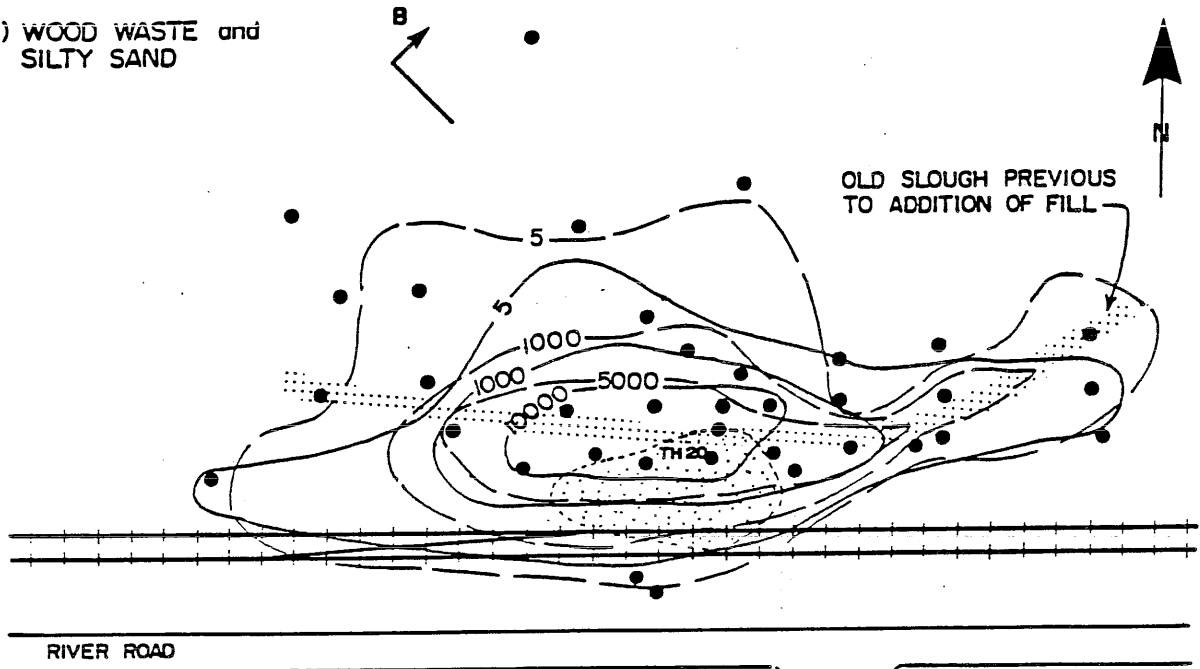 ) WOOD WASTE and
SILTY SAND
B
N
OLD SLOUGH PREVIOUS
TO ADDITION OF FILL
5
5
1000
1000
5000
10000
TH 20
RIVER ROAD